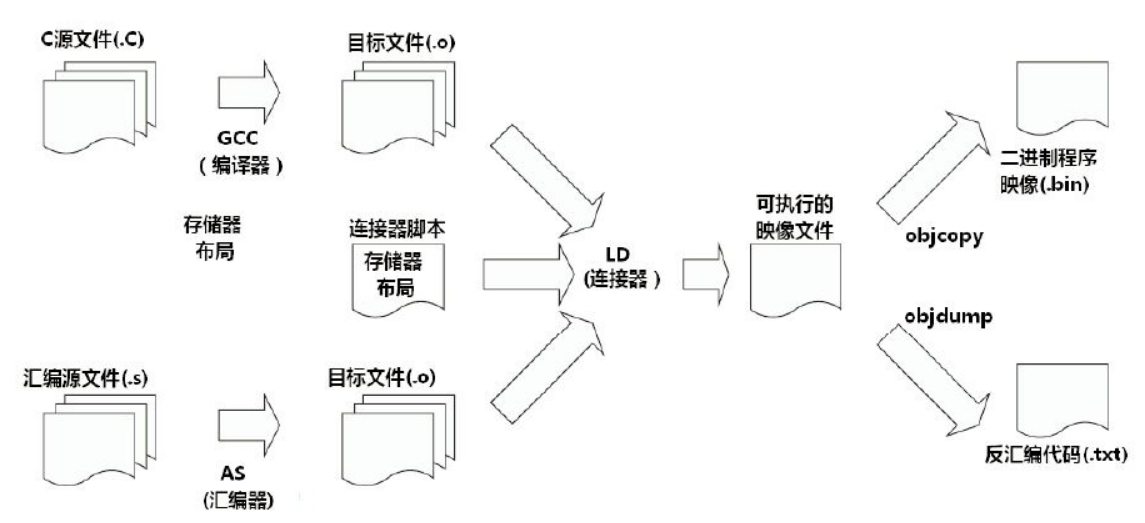 C源文件(.C)
GCC
（编译器）
目标文件(.o)
存储器
布局
连接器脚本
存储器
布局
LD
(连接器）
可执行的
映像文件
objcopy
二进制程序
映像(.bin)
objdump
反汇编代码(.txt)
汇编源文件(.s)
AS
(汇编器)
目标文件(.o)